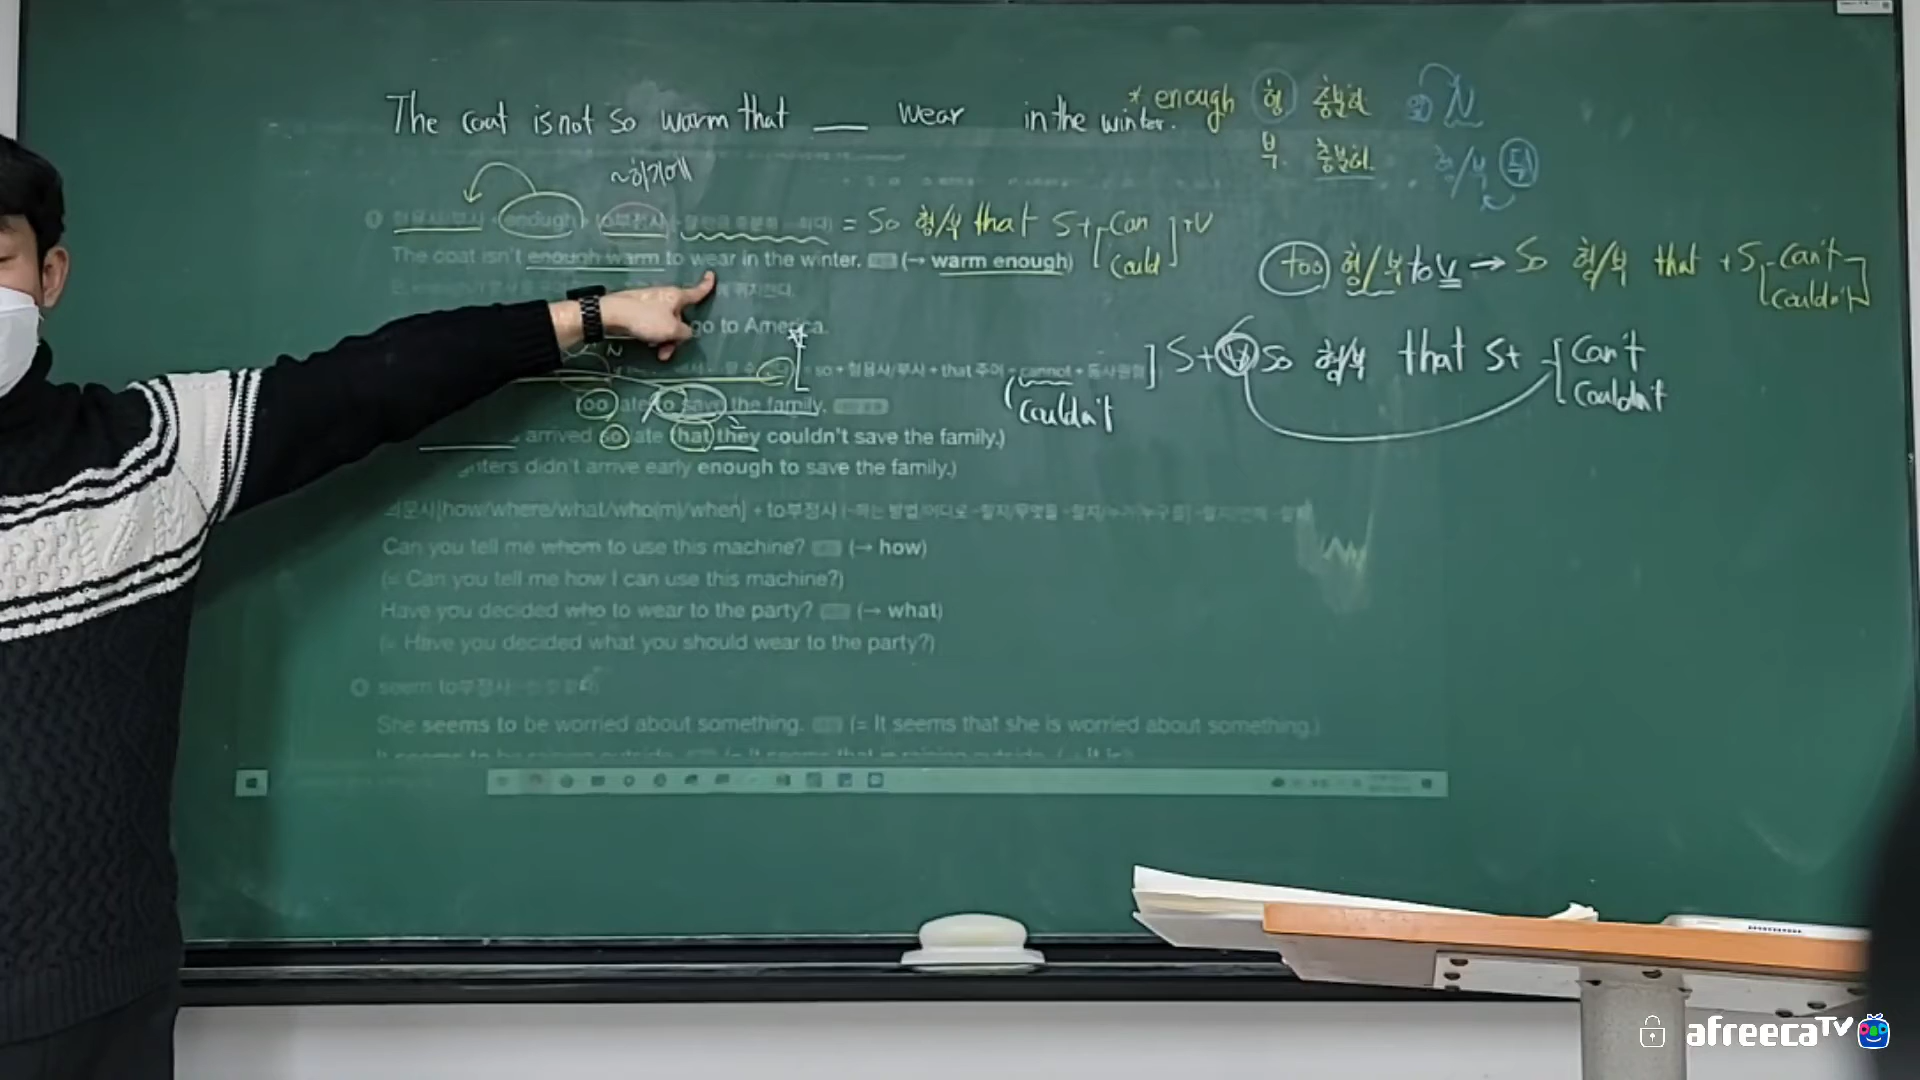 The coat is not so warm that ___ wear in the winter.
* enough 형 충분한 N
부. 충분히. 형/부 뒤
~하기에
형용사/부사 + enough + to부정사 = So 형/부 that S+ [can could] +V
The coat isn't enough warm to wear in the winter. (→ warm enough)
too 형/부 to V → So 형/부 that + S [can't couldn't]
go to America.
so + 형용사/부사 + that 주어 + cannot + 동사원형
couldn't
] S + V so 형/부 that S+ [can't couldn't]
too late to save the family.
arrived so late that they couldn't save the family.)
didn't arrive early enough to save the family.)
의문사[how/where/what/who(m)/when] + to부정사
Can you tell me whom to use this machine? (→ how)
(= Can you tell me how I can use this machine?)
Have you decided who to wear to the party? (→ what)
(= Have you decided what you should wear to the party?)
seem to부정사
She seems to be worried about something. (= It seems that she is worried about something.)
afreecaTV